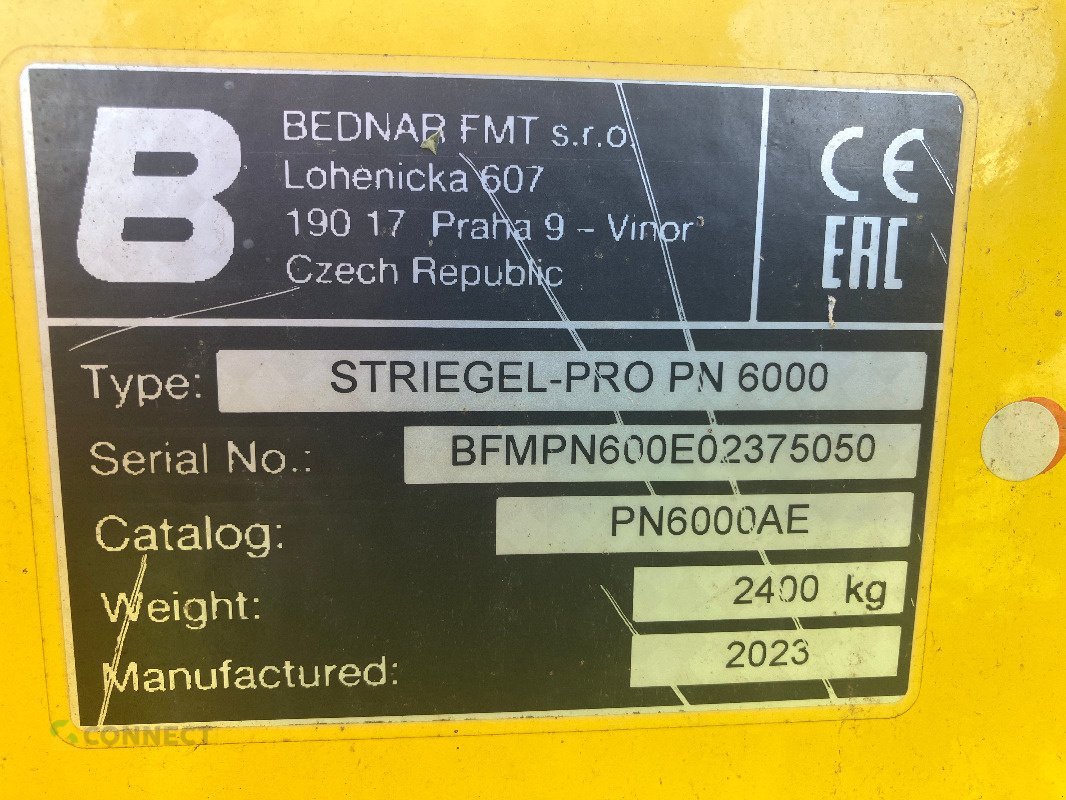 B
BEDNAR FMT s.r.o.
Lohenicka 607
190 17 Praha 9 - Vinor
Czech Republic
CE
EAC
Type: STRIEGEL-PRO PN 6000
Serial No.: BFMPN600E02375050
Catalog: PN6000AE
Weight: 2400 kg
Manufactured: 2023
CONNECT